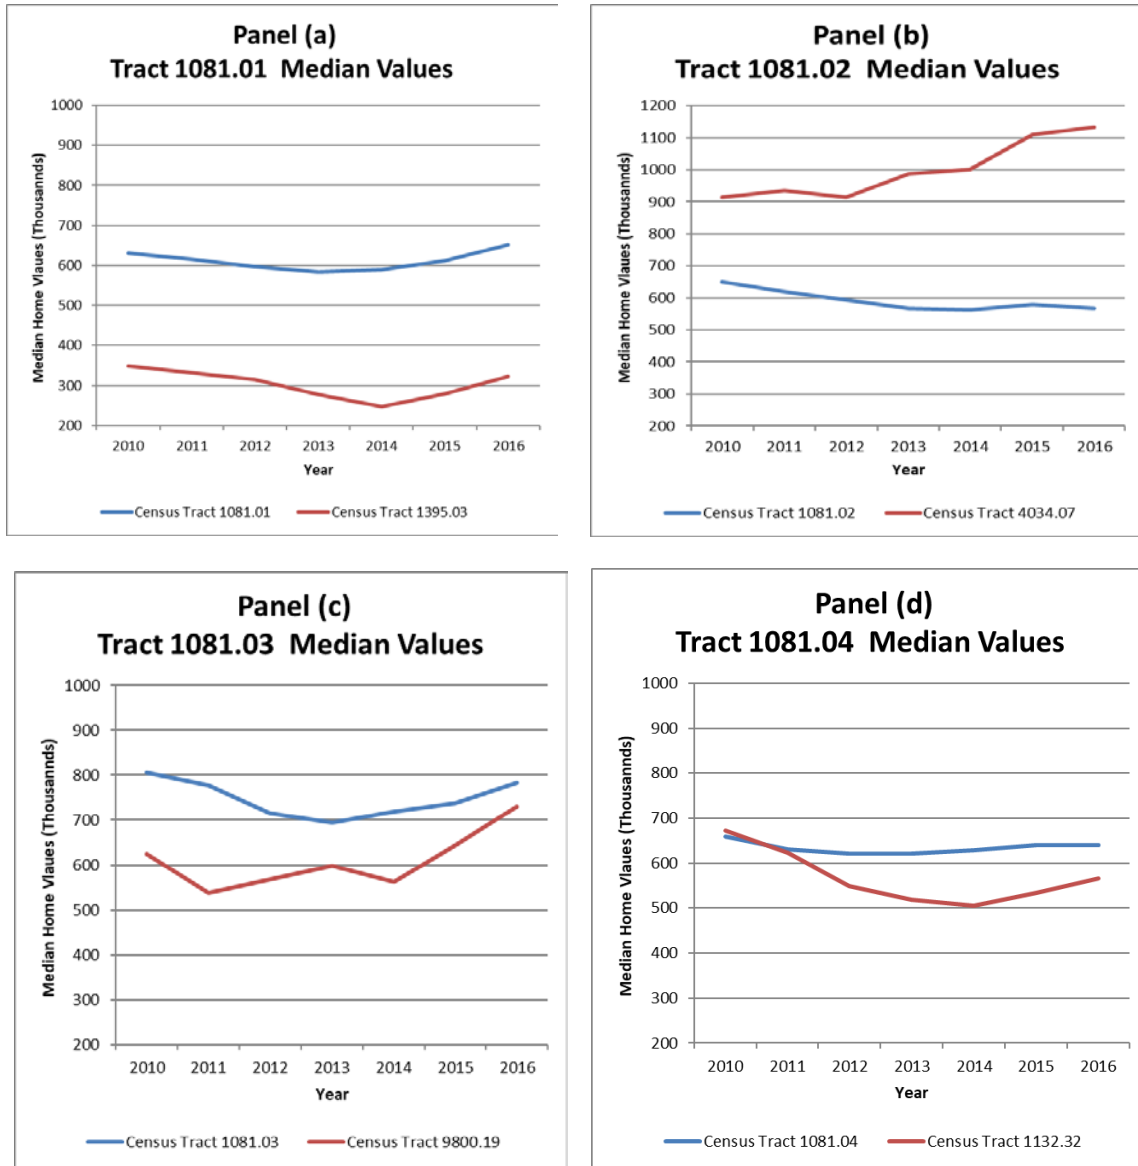 Panel (a)
Tract 1081.01 Median Values
1000
900
800
700
600
500
400
300
200
Median Home Vlaues (Thousannds)
2010 2011 2012 2013 2014 2015 2016
Year
Census Tract 1081.01 Census Tract 1395.03
Panel (b)
Tract 1081.02 Median Values
1200
1100
1000
900
800
700
600
500
400
300
200
Median Home Vlaues (Thousannds)
2010 2011 2012 2013 2014 2015 2016
Year
Census Tract 1081.02 Census Tract 4034.07
Panel (c)
Tract 1081.03 Median Values
1000
900
800
700
600
500
400
300
200
Median Home Vlaues (Thousannds)
2010 2011 2012 2013 2014 2015 2016
Year
Census Tract 1081.03 Census Tract 9800.19
Panel (d)
Tract 1081.04 Median Values
1000
900
800
700
600
500
400
300
200
Median Home Vlaues (Thousannds)
2010 2011 2012 2013 2014 2015 2016
Year
Census Tract 1081.04 Census Tract 1132.32